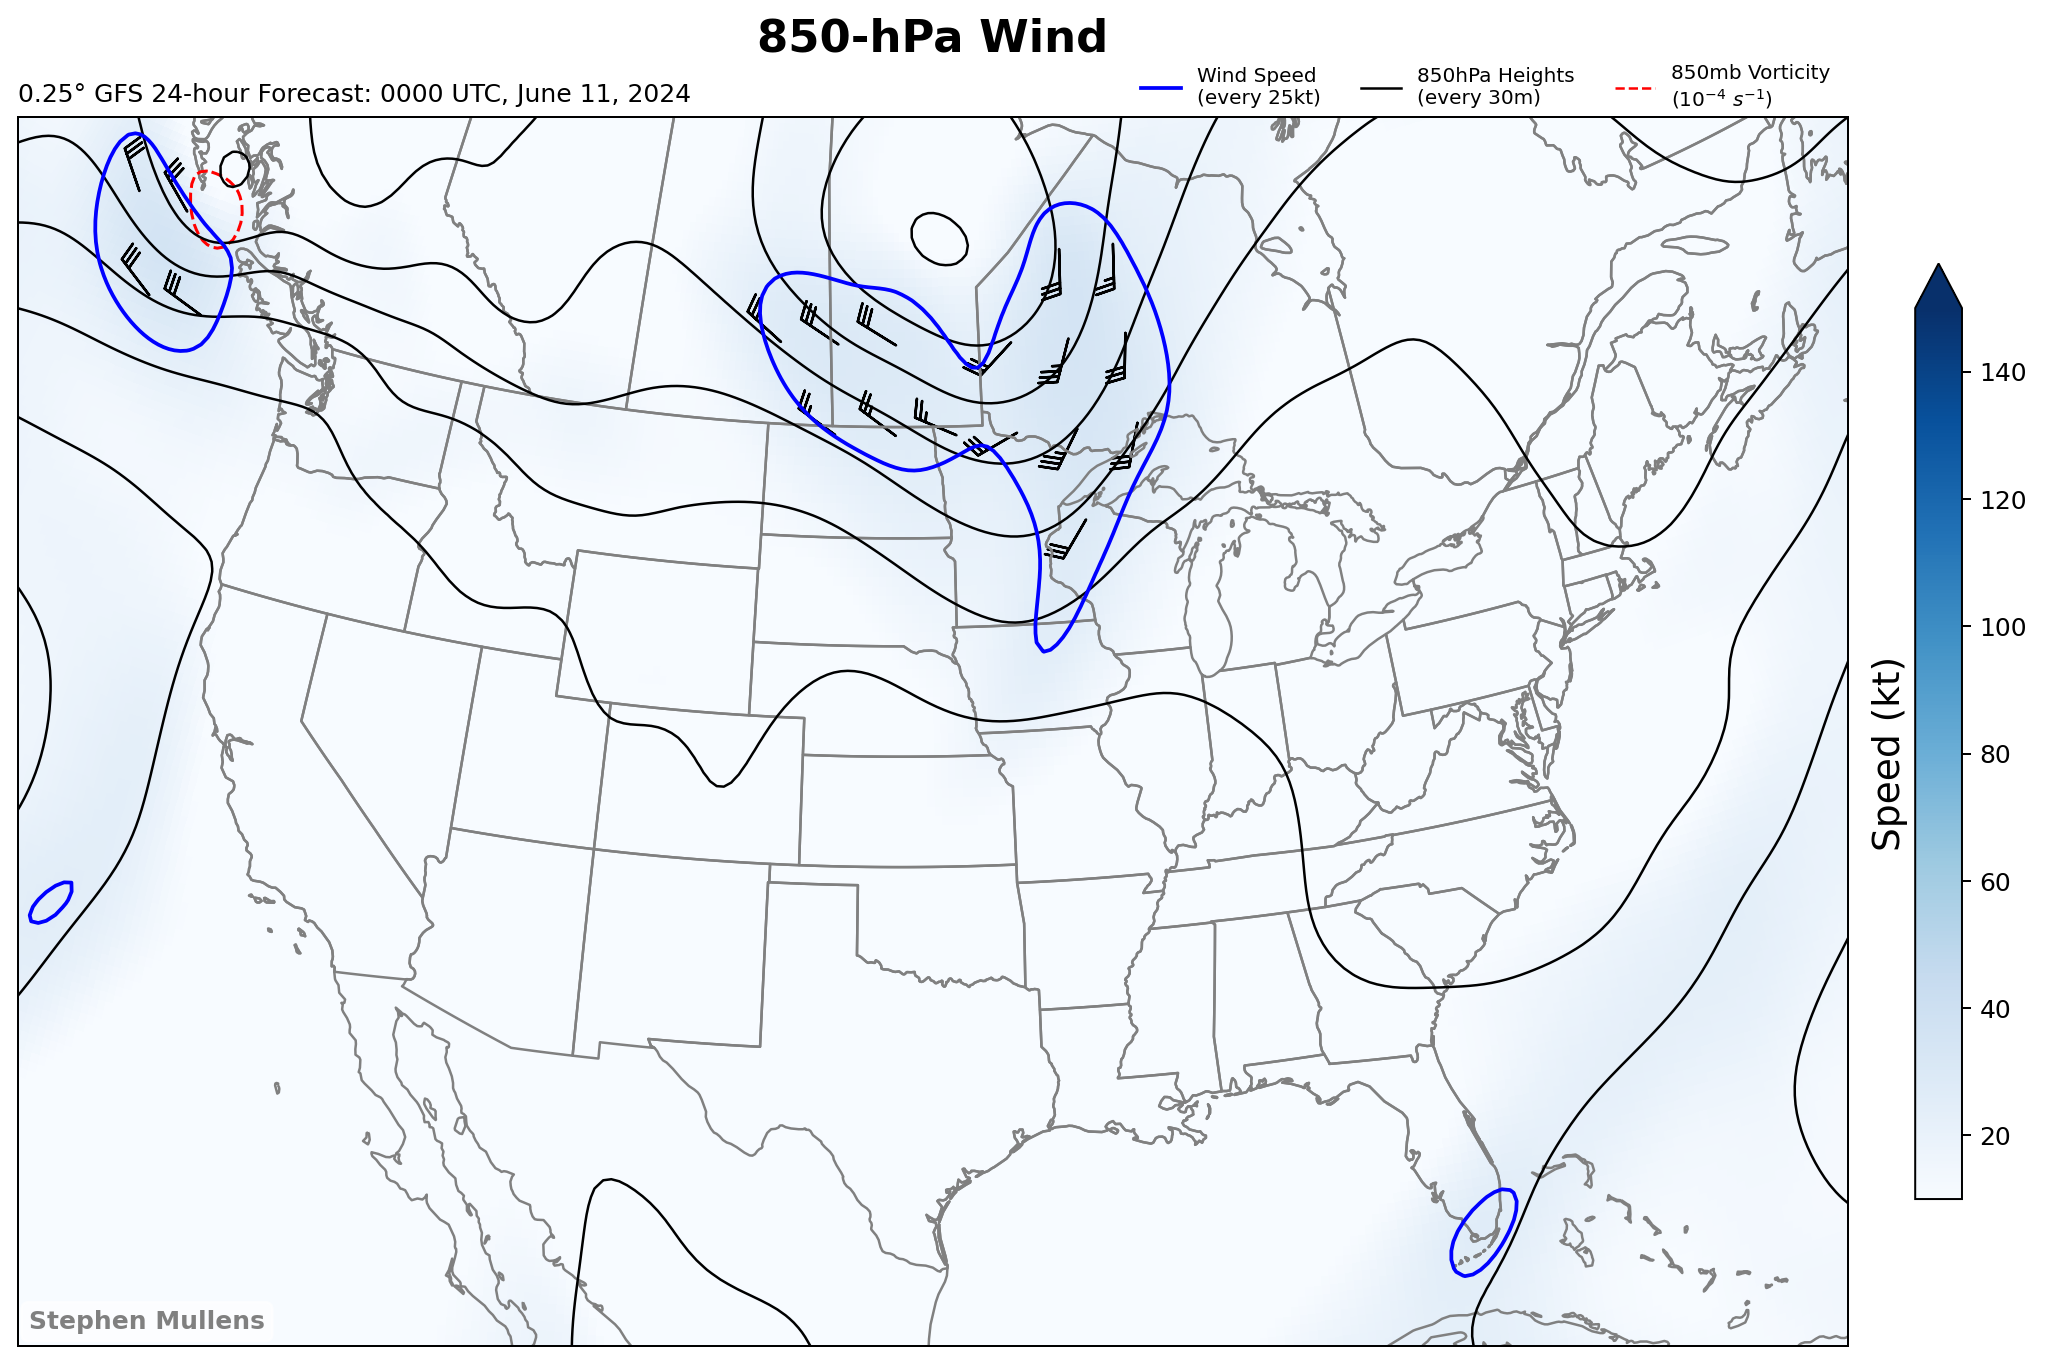 850-hPa Wind
0.25° GFS 24-hour Forecast: 0000 UTC, June 11, 2024
Wind Speed
(every 25kt)
850hPa Heights
(every 30m)
850mb Vorticity
(10⁻⁴ s⁻¹)
140
120
100
80
60
40
20
Speed (kt)
Stephen Mullens